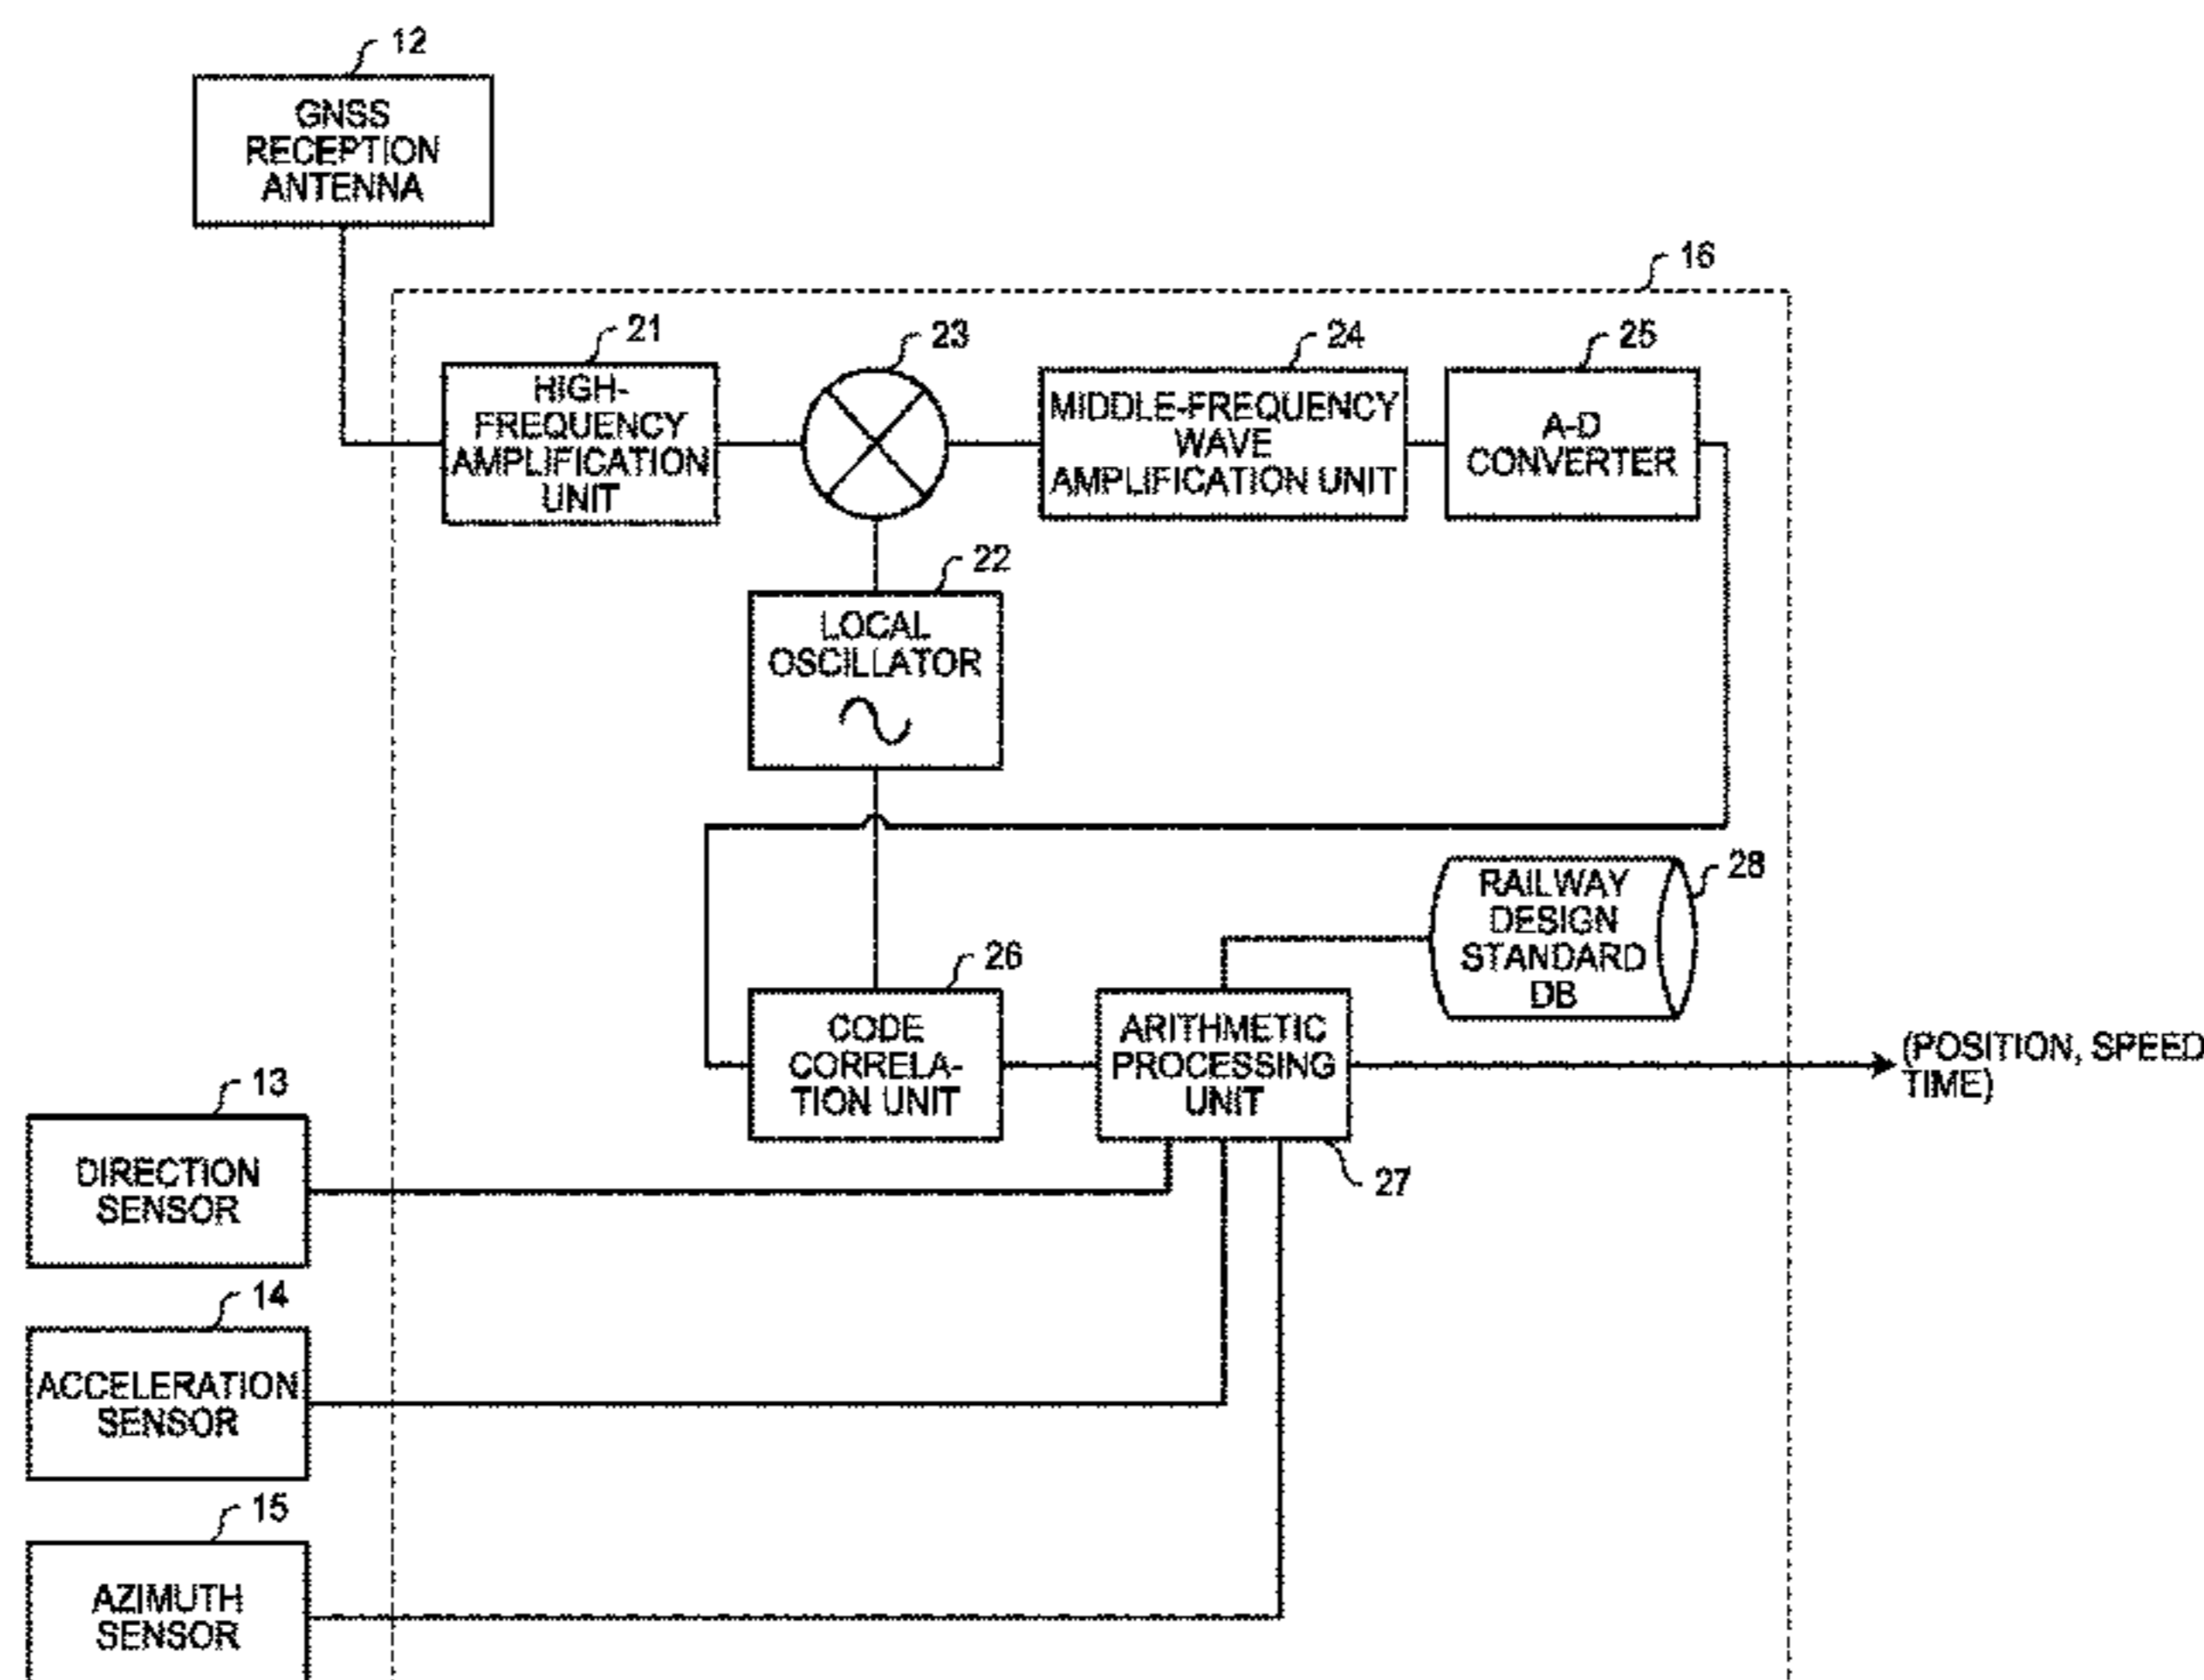 12
GNSS
RECEPTION
ANTENNA
16
21
HIGH-
FREQUENCY
AMPLIFICATION
UNIT
23
24
MIDDLE-FREQUENCY
WAVE
AMPLIFICATION UNIT
25
A-D
CONVERTER
22
LOCAL
OSCILLATOR
28
RAILWAY
DESIGN
STANDARD
DB
26
CODE
CORRELA-
TION UNIT
ARITHMETIC
PROCESSING
UNIT
27
(POSITION, SPEED
TIME)
13
DIRECTION
SENSOR
14
ACCELERATION
SENSOR
15
AZIMUTH
SENSOR